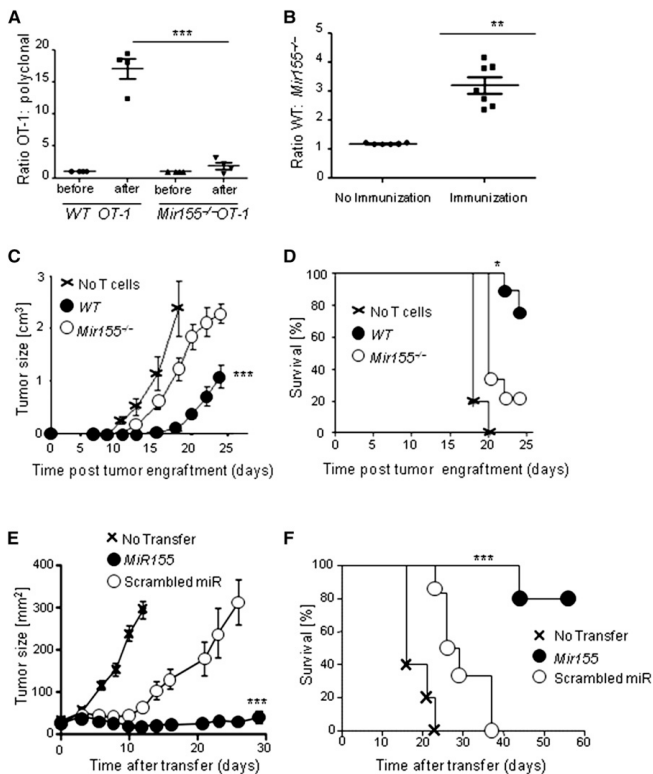 A
***
Ratio OT-1: polyclonal
20
15
10
5
0
before
after
before
after
WT OT-1
Mir155-/-OT-1
B
**
Ratio WT: Mir155-/-
5
4
3
2
1
0
No Immunization
Immunization
C
No T cells
WT
Mir155-/-
Tumor size [cm³]
3
2
1
0
***
0 5 10 15 20 25
Time post tumor engraftment (days)
D
*
No T cells
WT
Mir155-/-
Survival [%]
100
80
60
40
20
0
0 5 10 15 20 25
Time post tumor engraftment (days)
E
No Transfer
MiR155
Scrambled miR
Tumor size [mm²]
400
300
200
100
0
***
0 10 20 29
Time after transfer (days)
F
***
No Transfer
Mir155
Scrambled miR
Survival [%]
100
80
60
40
20
0
0 10 20 30 40 50 60
Time after transfer (days)